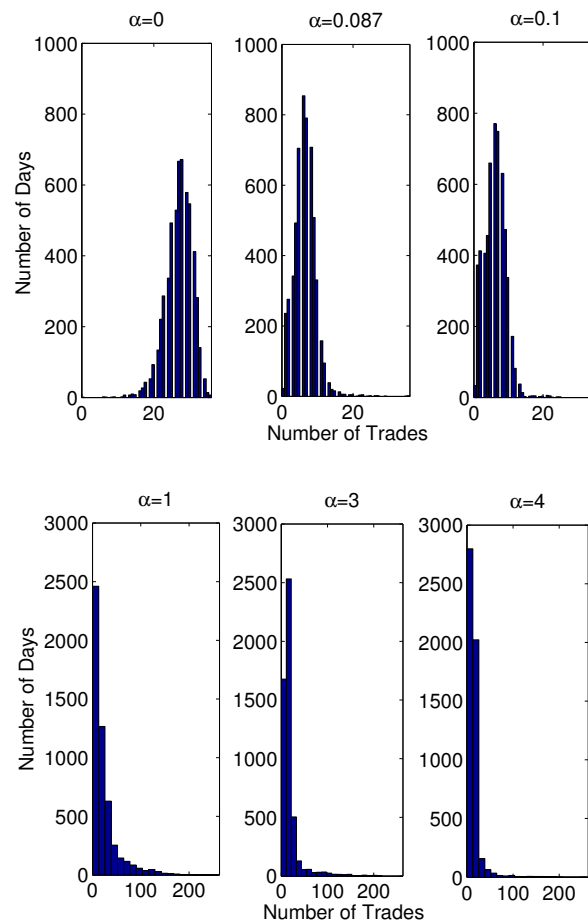 α=0 α=0.087 α=0.1
1000 1000 1000
800 800 800
600 600 600
400 400 400
200 200 200
0 0 0
20 0 20 0 20
0
Number of Days
Number of Trades
α=1 α=3 α=4
3000 3000 3000
2500 2500 2500
2000 2000 2000
1500 1500 1500
1000 1000 1000
500 500 500
0 0 0
0 100 200 0 100 200 0 100 200
Number of Days
Number of Trades